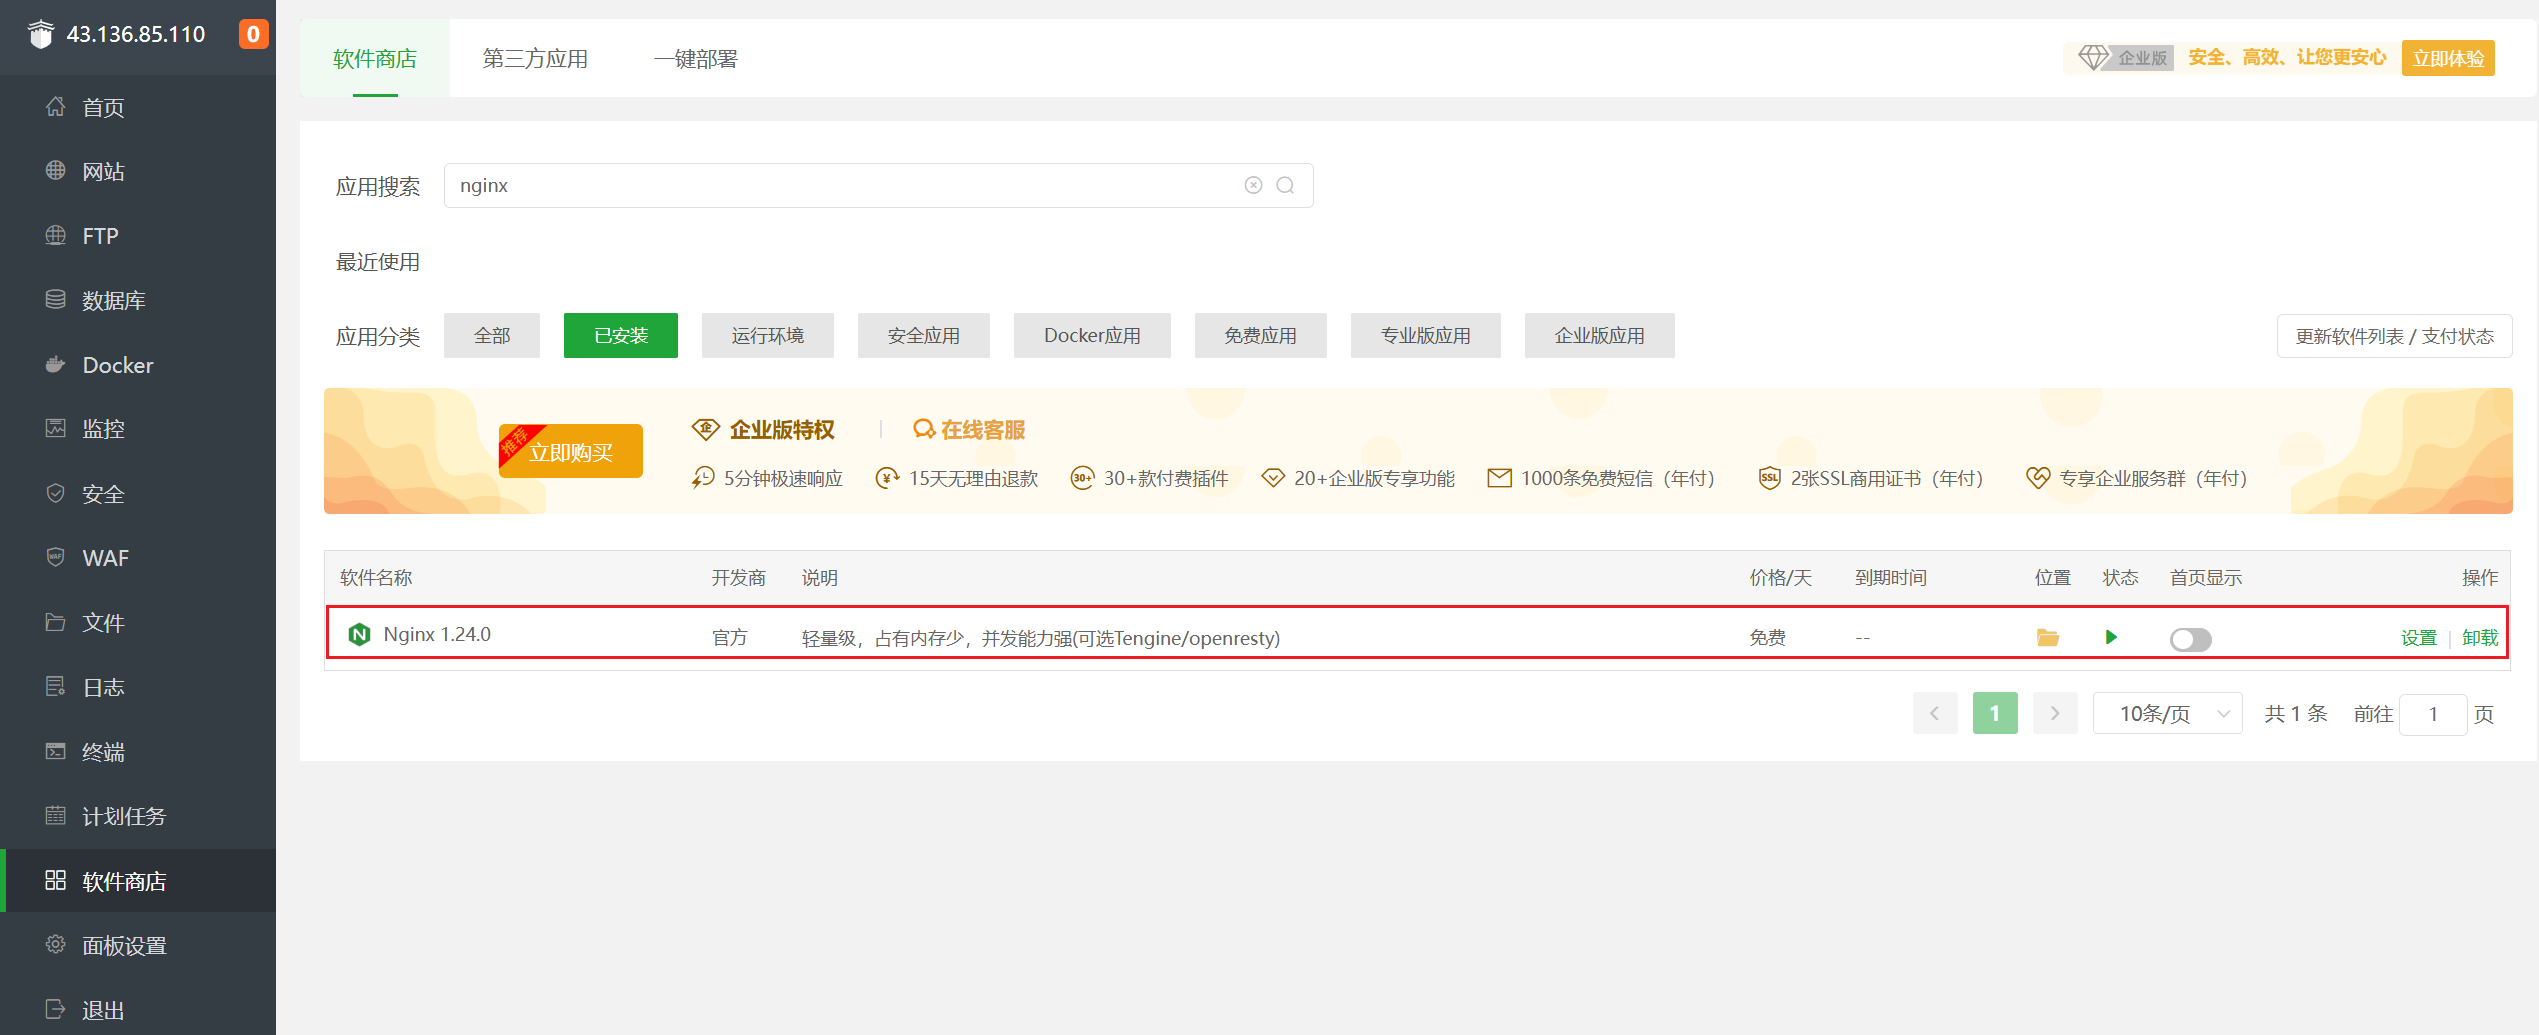 43.136.85.110 0
首页
网站
FTP
数据库
Docker
监控
安全
WAF
文件
日志
终端
计划任务
软件商店
面板设置
退出
软件商店 第三方应用 一键部署
企业版 安全、高效、让您更安心 立即体验
应用搜索 nginx
最近使用
应用分类 全部 已安装 运行环境 安全应用 Docker应用 免费应用 专业版应用 企业版应用 更新软件列表 / 支付状态
推荐 立即购买
企业版特权 | 在线客服
5分钟极速响应 15天无理由退款 30+款付费插件 20+企业版专享功能 1000条免费短信（年付） 2张SSL商用证书（年付） 专享企业服务群（年付）
软件名称 开发商 说明 价格/天 到期时间 位置 状态 首页显示 操作
Nginx 1.24.0 官方 轻量级，占有内存少，并发能力强(可选Tengine/openresty) 免费 -- 设置 | 卸载
1 10条/页 共 1 条 前往 1 页